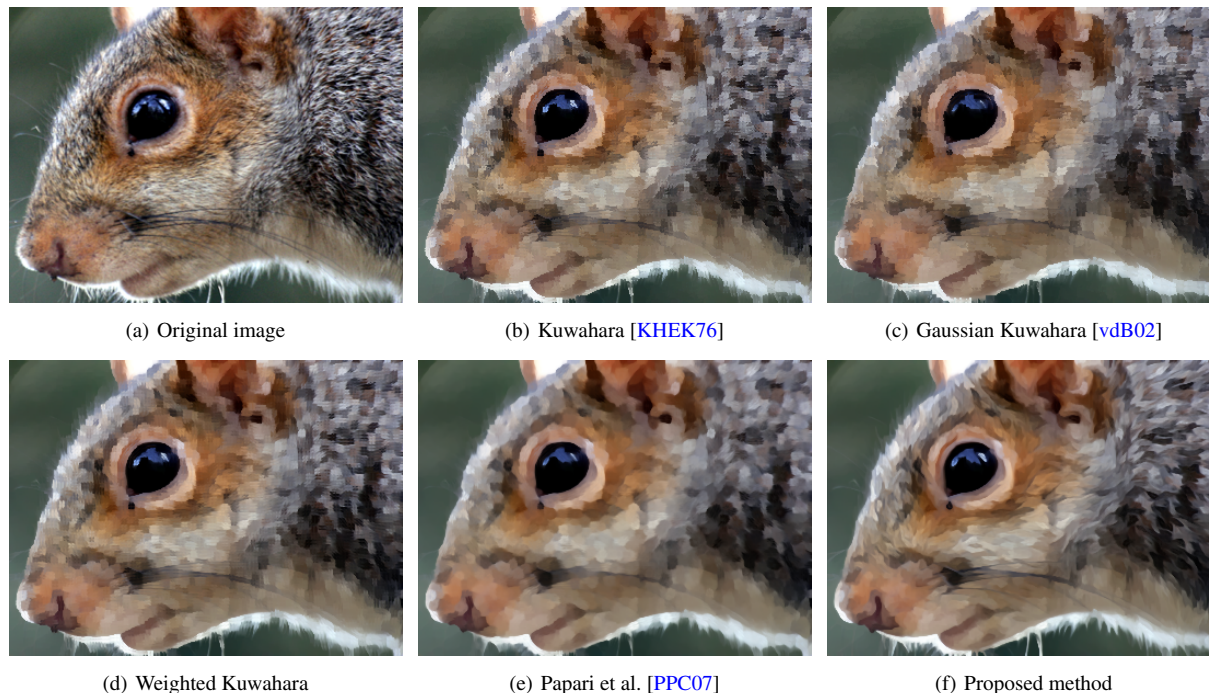 (a) Original image
(b) Kuwahara [KHEK76]
(c) Gaussian Kuwahara [vdB02]
(d) Weighted Kuwahara
(e) Papari et al. [PPC07]
(f) Proposed method